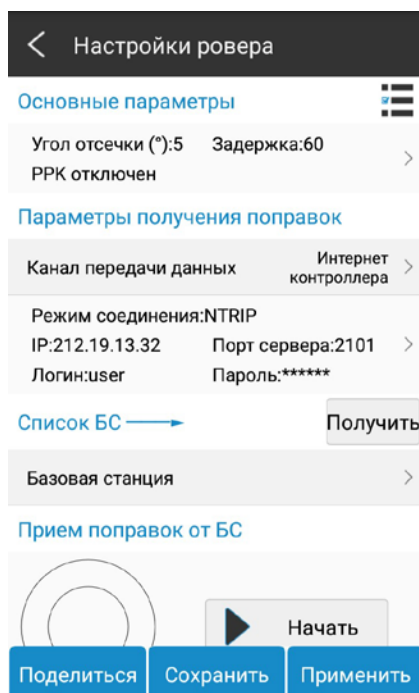 Настройки ровера
Основные параметры
Угол отсечки (°):5 Задержка:60
PPK отключен
Параметры получения поправок
Канал передачи данных Интернет контроллера
Режим соединения:NTRIP
IP:212.19.13.32 Порт сервера:2101
Логин:user Пароль:******
Список БС Получить
Базовая станция
Прием поправок от БС
Начать
Поделиться Сохранить Применить